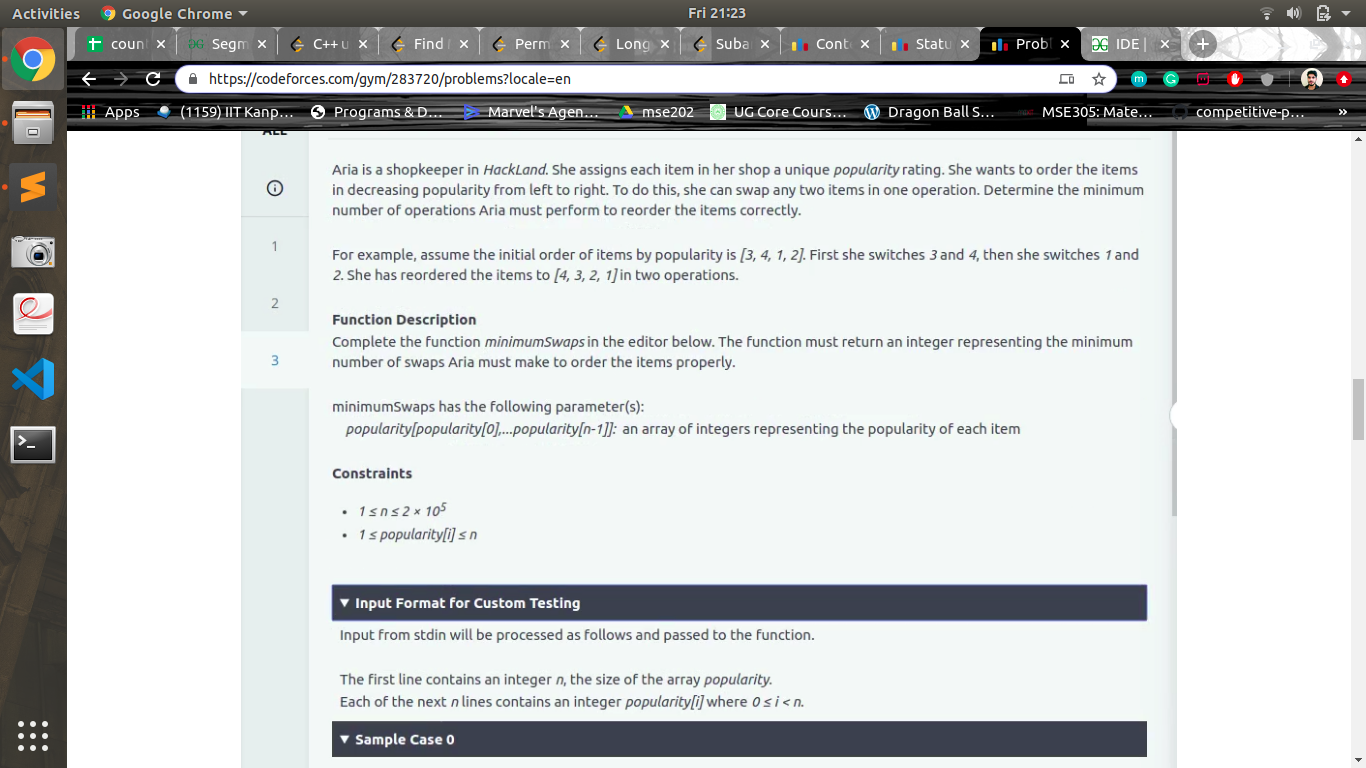 Activities Google Chrome Fri 21:23
coun Segm C++ u Find Perm Long Suba Cont Statu Probl IDE |
https://codeforces.com/gym/283720/problems?locale=en
Apps (1159) IIT Kanp... Programs & D... Marvel's Agen... mse202 UG Core Cours... Dragon Ball S... MSE305: Mate... competitive-p... »
ALL
Aria is a shopkeeper in HackLand. She assigns each item in her shop a unique popularity rating. She wants to order the items
in decreasing popularity from left to right. To do this, she can swap any two items in one operation. Determine the minimum
number of operations Aria must perform to reorder the items correctly.
1
For example, assume the initial order of items by popularity is [3, 4, 1, 2]. First she switches 3 and 4, then she switches 1 and
2. She has reordered the items to [4, 3, 2, 1] in two operations.
2
Function Description
Complete the function minimumSwaps in the editor below. The function must return an integer representing the minimum
3
number of swaps Aria must make to order the items properly.
minimumSwaps has the following parameter(s):
popularity[popularity[0],...popularity[n-1]]: an array of integers representing the popularity of each item
Constraints
• 1 ≤ n ≤ 2 × 10⁵
• 1 ≤ popularity[i] ≤ n
▼ Input Format for Custom Testing
Input from stdin will be processed as follows and passed to the function.
The first line contains an integer n, the size of the array popularity.
Each of the next n lines contains an integer popularity[i] where 0 ≤ i < n.
▼ Sample Case 0